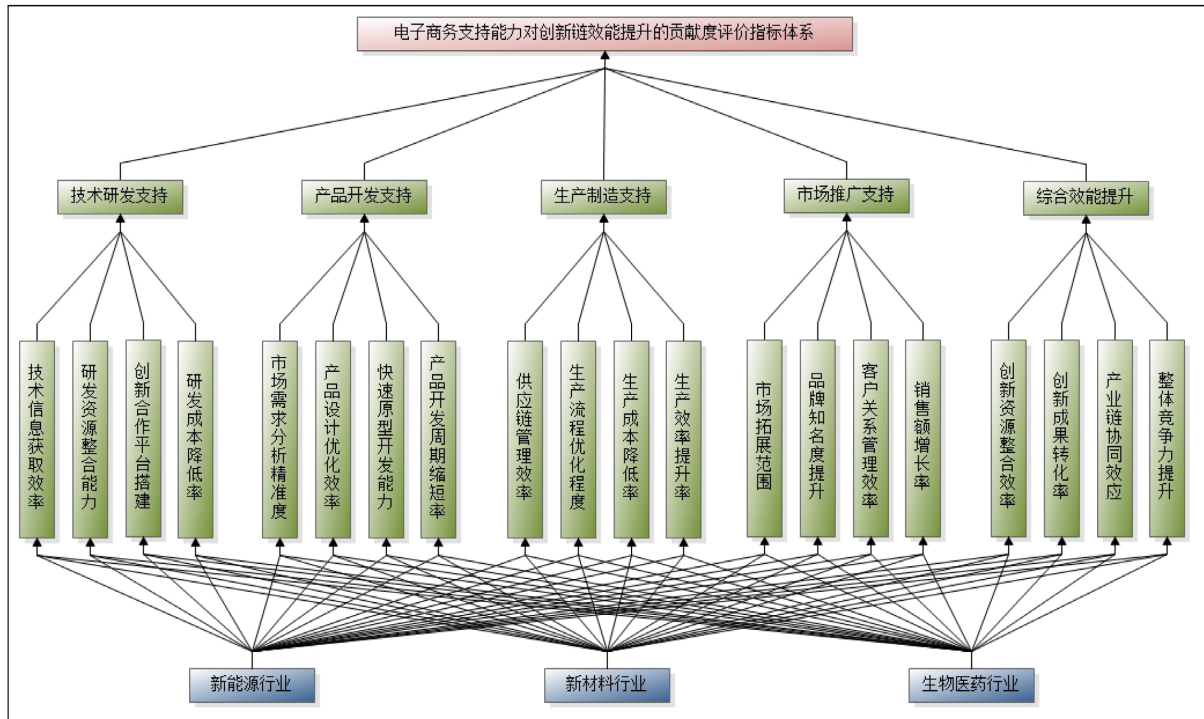 电子商务支持能力对创新链效能提升的贡献度评价指标体系
技术研发支持
产品开发支持
生产制造支持
市场推广支持
综合效能提升
技术信息获取效率
研发资源整合能力
创新合作平台搭建
研发成本降低率
市场需求分析精准度
产品设计优化效率
快速原型开发能力
产品开发周期缩短率
供应链管理效率
生产流程优化程度
生产成本降低率
生产效率提升率
市场拓展范围
品牌知名度提升
客户关系管理效率
销售额增长率
创新资源整合效率
创新成果转化率
产业链协同效应
整体竞争力提升
新能源行业
新材料行业
生物医药行业